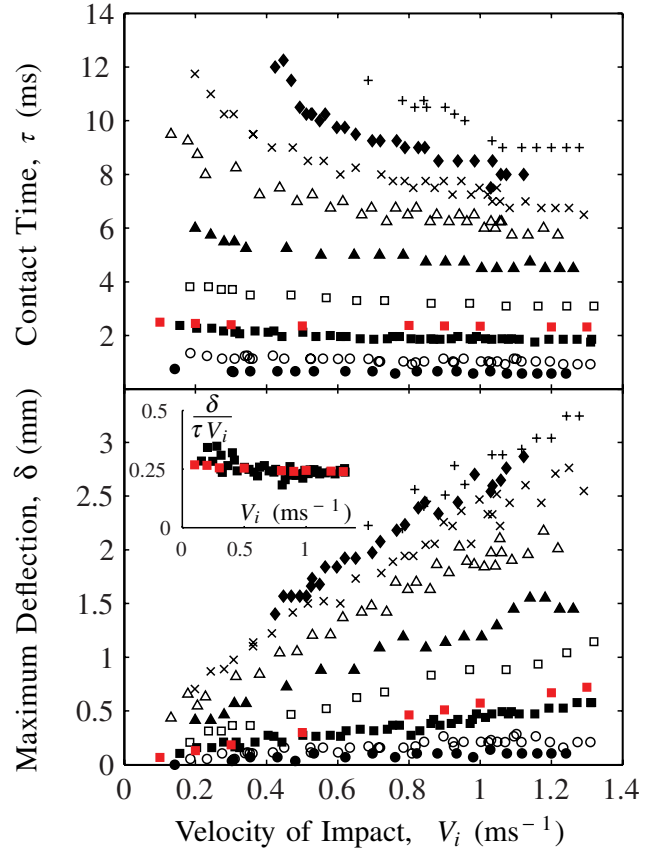 14
12
10
8
6
4
2
Contact Time, τ (ms)
0.5
0.25
0
δ
τ V_i
V_i (ms⁻¹)
0 0.5 1
3
2.5
2
1.5
1
0.5
0
Maximum Deflection, δ (mm)
0 0.2 0.4 0.6 0.8 1 1.2 1.4
Velocity of Impact, V_i (ms⁻¹)